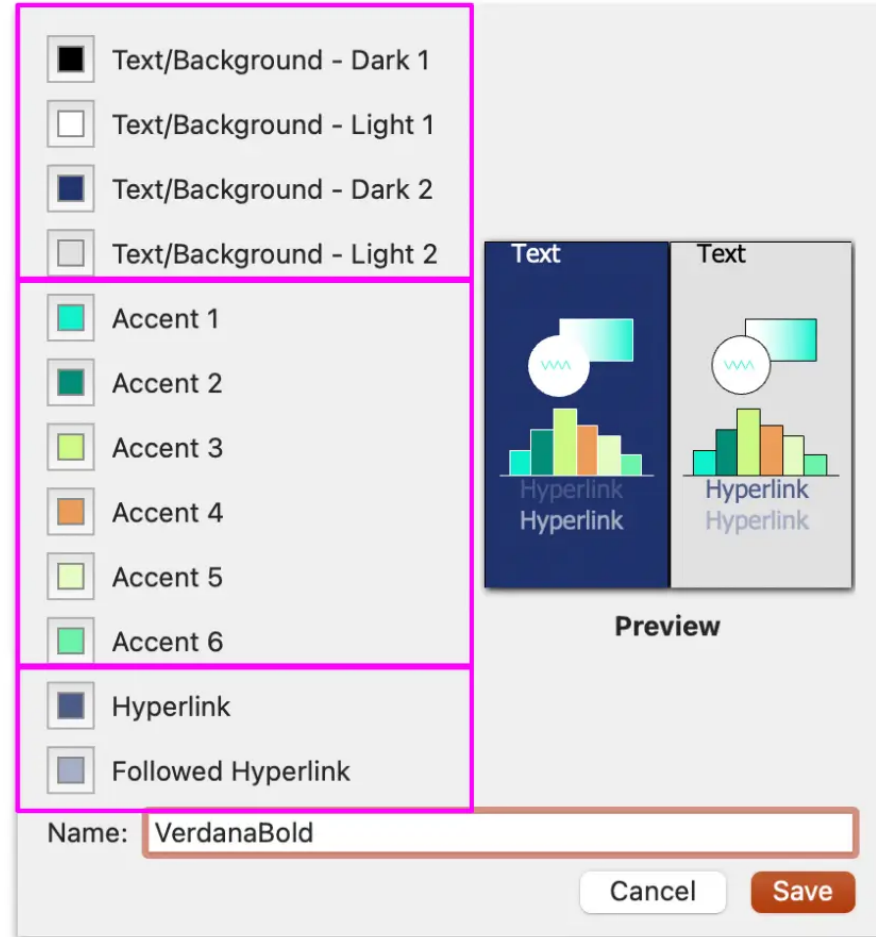 Text/Background - Dark 1
Text/Background - Light 1
Text/Background - Dark 2
Text/Background - Light 2
Accent 1
Accent 2
Accent 3
Accent 4
Accent 5
Accent 6
Hyperlink
Followed Hyperlink
Text
Hyperlink
Hyperlink
Text
Hyperlink
Hyperlink
Preview
Name: VerdanaBold
Cancel Save